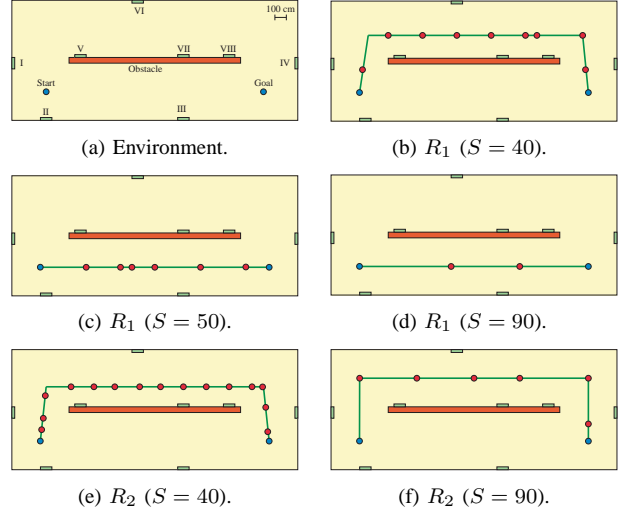 VI
100 cm
V
VII
VIII
I
IV
Obstacle
Start
Goal
II
III
(a) Environment.
(b) R₁ (S = 40).
(c) R₁ (S = 50).
(d) R₁ (S = 90).
(e) R₂ (S = 40).
(f) R₂ (S = 90).